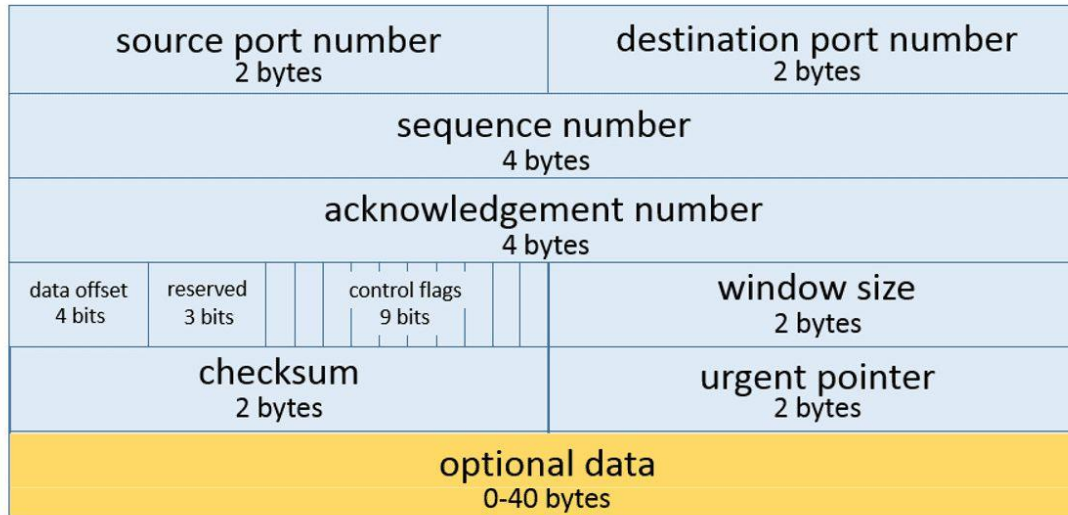 source port number
2 bytes
destination port number
2 bytes
sequence number
4 bytes
acknowledgement number
4 bytes
data offset
4 bits
reserved
3 bits
control flags
9 bits
window size
2 bytes
checksum
2 bytes
urgent pointer
2 bytes
optional data
0-40 bytes